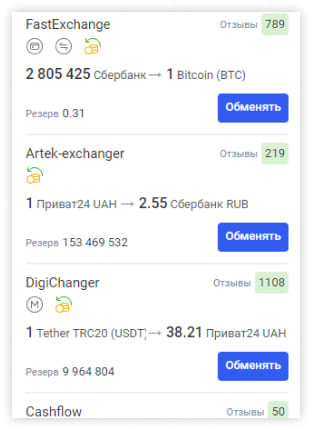 FastExchange Отзывы 789
2 805 425 Сбербанк → 1 Bitcoin (BTC)
Резерв 0.31 Обменять
Artek-exchanger Отзывы 219
1 Приват24 UAH → 2.55 Сбербанк RUB
Резерв 153 469 532 Обменять
DigiChanger Отзывы 1108
M
1 Tether TRC20 (USDT) → 38.21 Приват24 UAH
Резерв 9 964 804 Обменять
Cashflow Отзывы 50